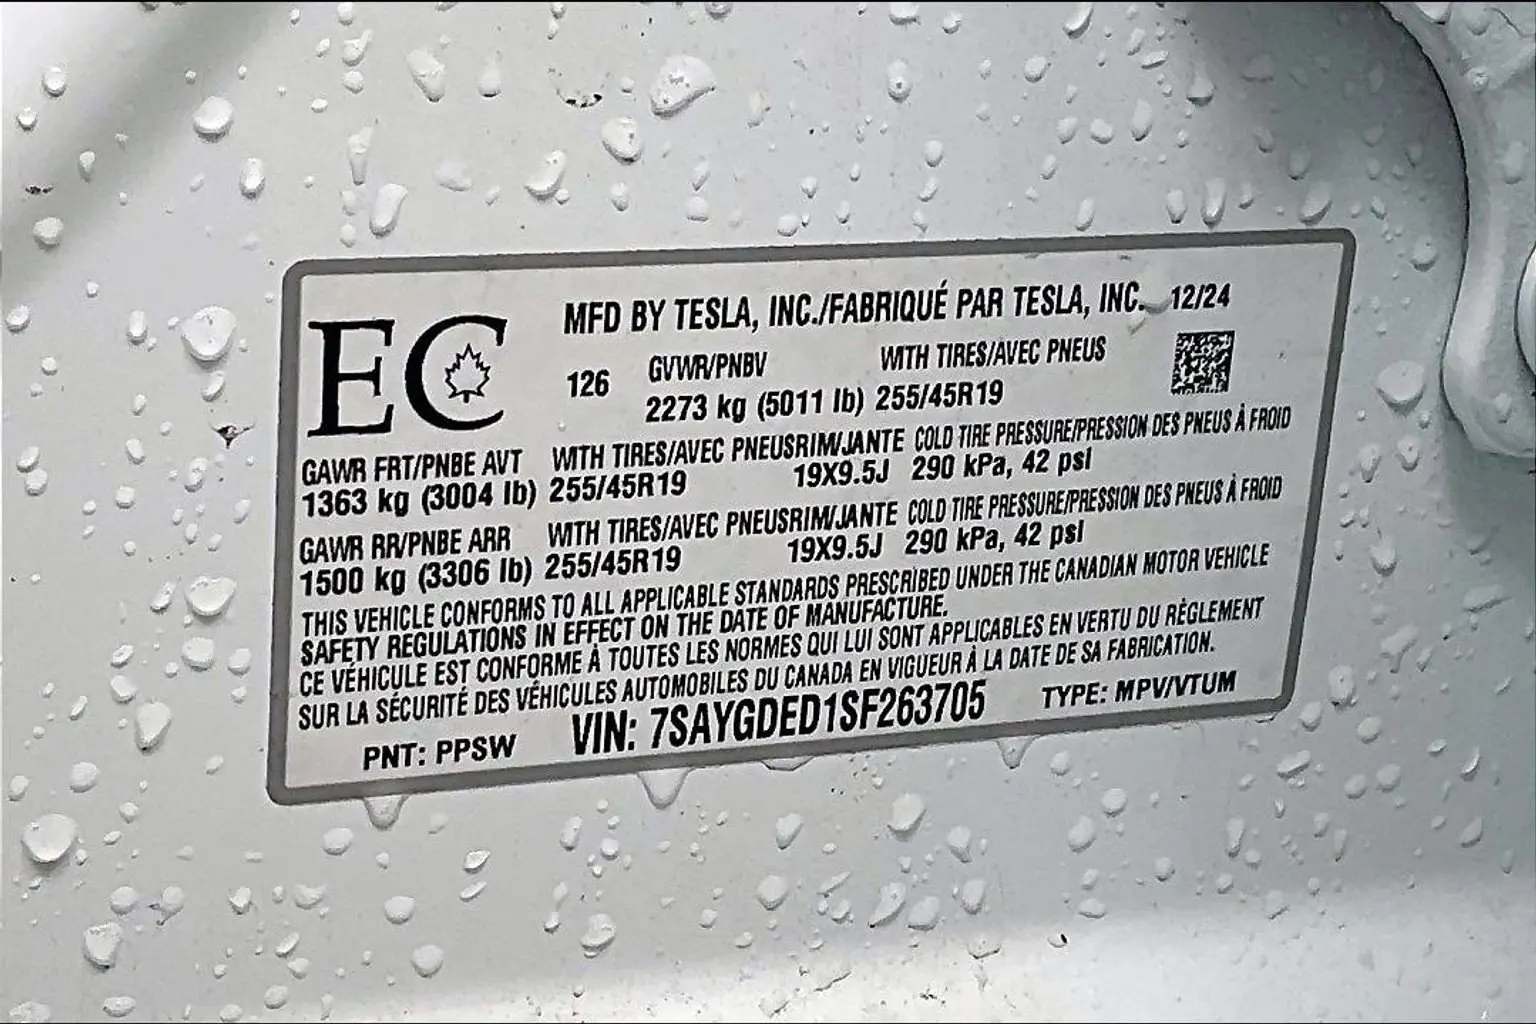 EC
MFD BY TESLA, INC./FABRIQUÉ PAR TESLA, INC. 12/24
126 GVWR/PNBV WITH TIRES/AVEC PNEUS
2273 kg (5011 lb) 255/45R19
GAWR FRT/PNBE AVT WITH TIRES/AVEC PNEUSRIM/JANTE COLD TIRE PRESSURE/PRESSION DES PNEUS À FROID
1363 kg (3004 lb) 255/45R19 19X9.5J 290 kPa, 42 psi
GAWR RR/PNBE ARR WITH TIRES/AVEC PNEUSRIM/JANTE COLD TIRE PRESSURE/PRESSION DES PNEUS À FROID
1500 kg (3306 lb) 255/45R19 19X9.5J 290 kPa, 42 psi
THIS VEHICLE CONFORMS TO ALL APPLICABLE STANDARDS PRESCRIBED UNDER THE CANADIAN MOTOR VEHICLE
SAFETY REGULATIONS IN EFFECT ON THE DATE OF MANUFACTURE.
CE VÉHICULE EST CONFORME À TOUTES LES NORMES QUI LUI SONT APPLICABLES EN VERTU DU RÈGLEMENT
SUR LA SÉCURITÉ DES VÉHICULES AUTOMOBILES DU CANADA EN VIGUEUR À LA DATE DE SA FABRICATION.
PNT: PPSW VIN: 7SAYGDED1SF263705 TYPE: MPV/VTUM